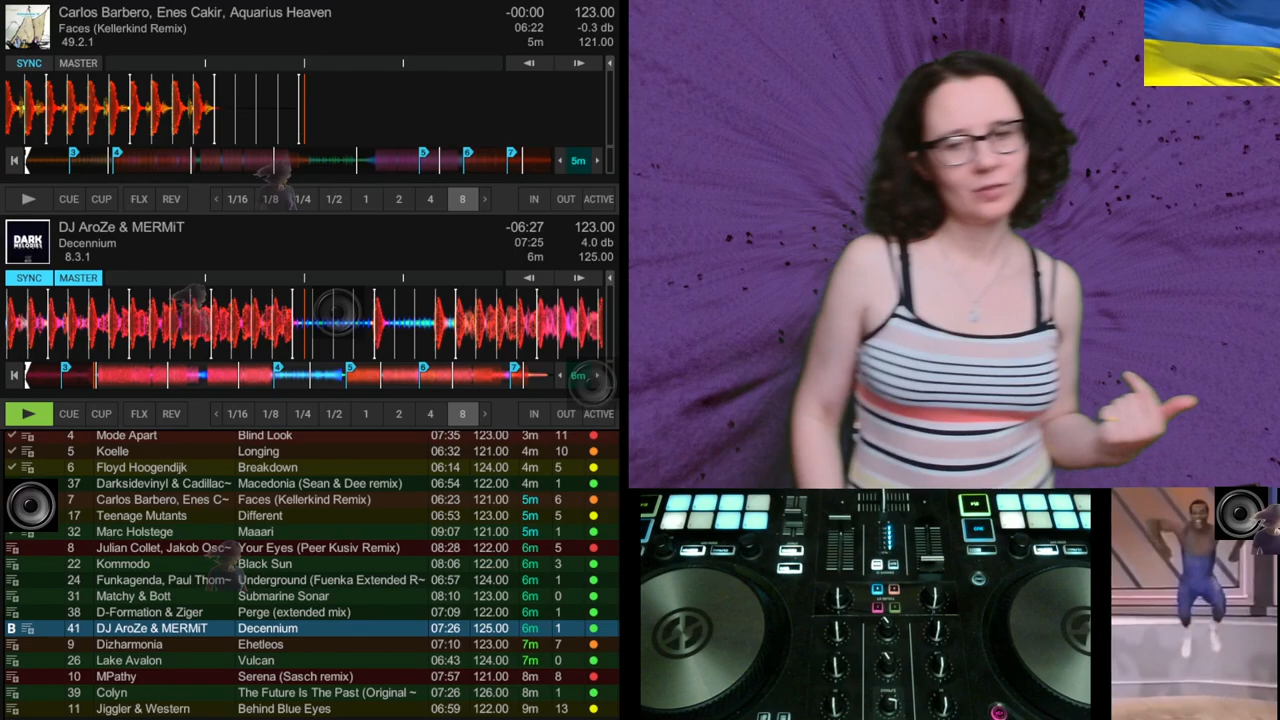 Carlos Barbero, Enes Cakir, Aquarius Heaven -00:00 123.00
Faces (Kellerkind Remix) 06:22 -0.3 db
49.2.1 5m 121.00
SYNC MASTER
3 4 5 6 7 5m
CUE CUP FLX REV 1/16 1/8 1/4 1/2 1 2 4 8 IN OUT ACTIVE
DJ AroZe & MERMiT -06:27 123.00
DARK Decennium 07:25 4.0 db
MELODIES 8.3.1 6m 125.00
SYNC MASTER
3 4 5 6 7 6m
CUE CUP FLX REV 1/16 1/8 1/4 1/2 1 2 4 8 IN OUT ACTIVE
4 Mode Apart Blind Look 07:35 123.00 3m 11
5 Koelle Longing 06:32 121.00 4m 10
6 Floyd Hoogendijk Breakdown 06:14 124.00 4m 5
37 Darksidevinyl & Cadillac~ Macedonia (Sean & Dee remix) 06:54 122.00 4m 1
7 Carlos Barbero, Enes C~ Faces (Kellerkind Remix) 06:23 121.00 5m 6
17 Teenage Mutants Different 06:53 123.00 5m 5
32 Marc Holstege Maaari 09:07 121.00 5m 1
8 Julian Collet, Jakob Osc~ Your Eyes (Peer Kusiv Remix) 08:28 122.00 6m 5
22 Kommodo Black Sun 08:06 122.00 6m 3
24 Funkagenda, Paul Thom~ Underground (Fuenka Extended R~ 06:57 124.00 6m 1
31 Matchy & Bott Submarine Sonar 08:10 123.00 6m 0
38 D-Formation & Ziger Perge (extended mix) 07:09 122.00 6m 1
B 41 DJ AroZe & MERMiT Decennium 07:26 125.00 6m 1
9 Dizharmonia Ehetleos 07:10 123.00 7m 7
26 Lake Avalon Vulcan 06:43 124.00 7m 0
10 MPathy Serena (Sasch remix) 07:57 121.00 8m 8
39 Colyn The Future Is The Past (Original ~ 07:26 126.00 8m 1
11 Jiggler & Western Behind Blue Eyes 06:59 122.00 9m 13